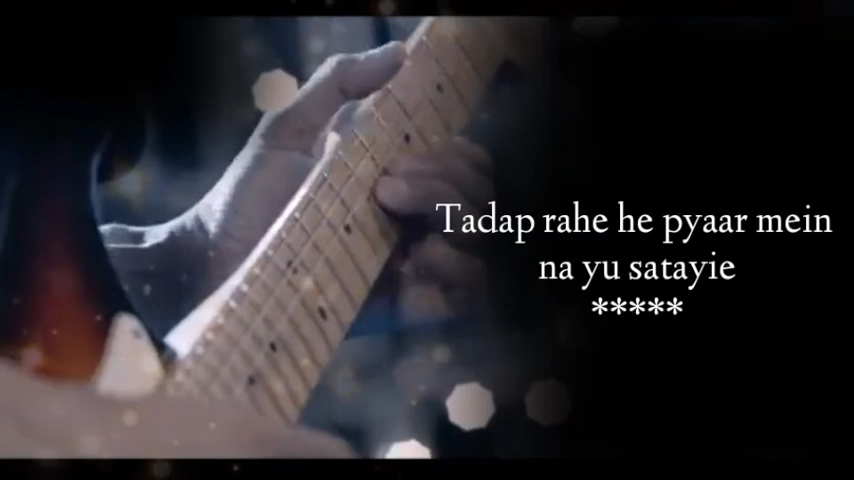 Tadap rahe he pyaar mein
na yu satayie
*****